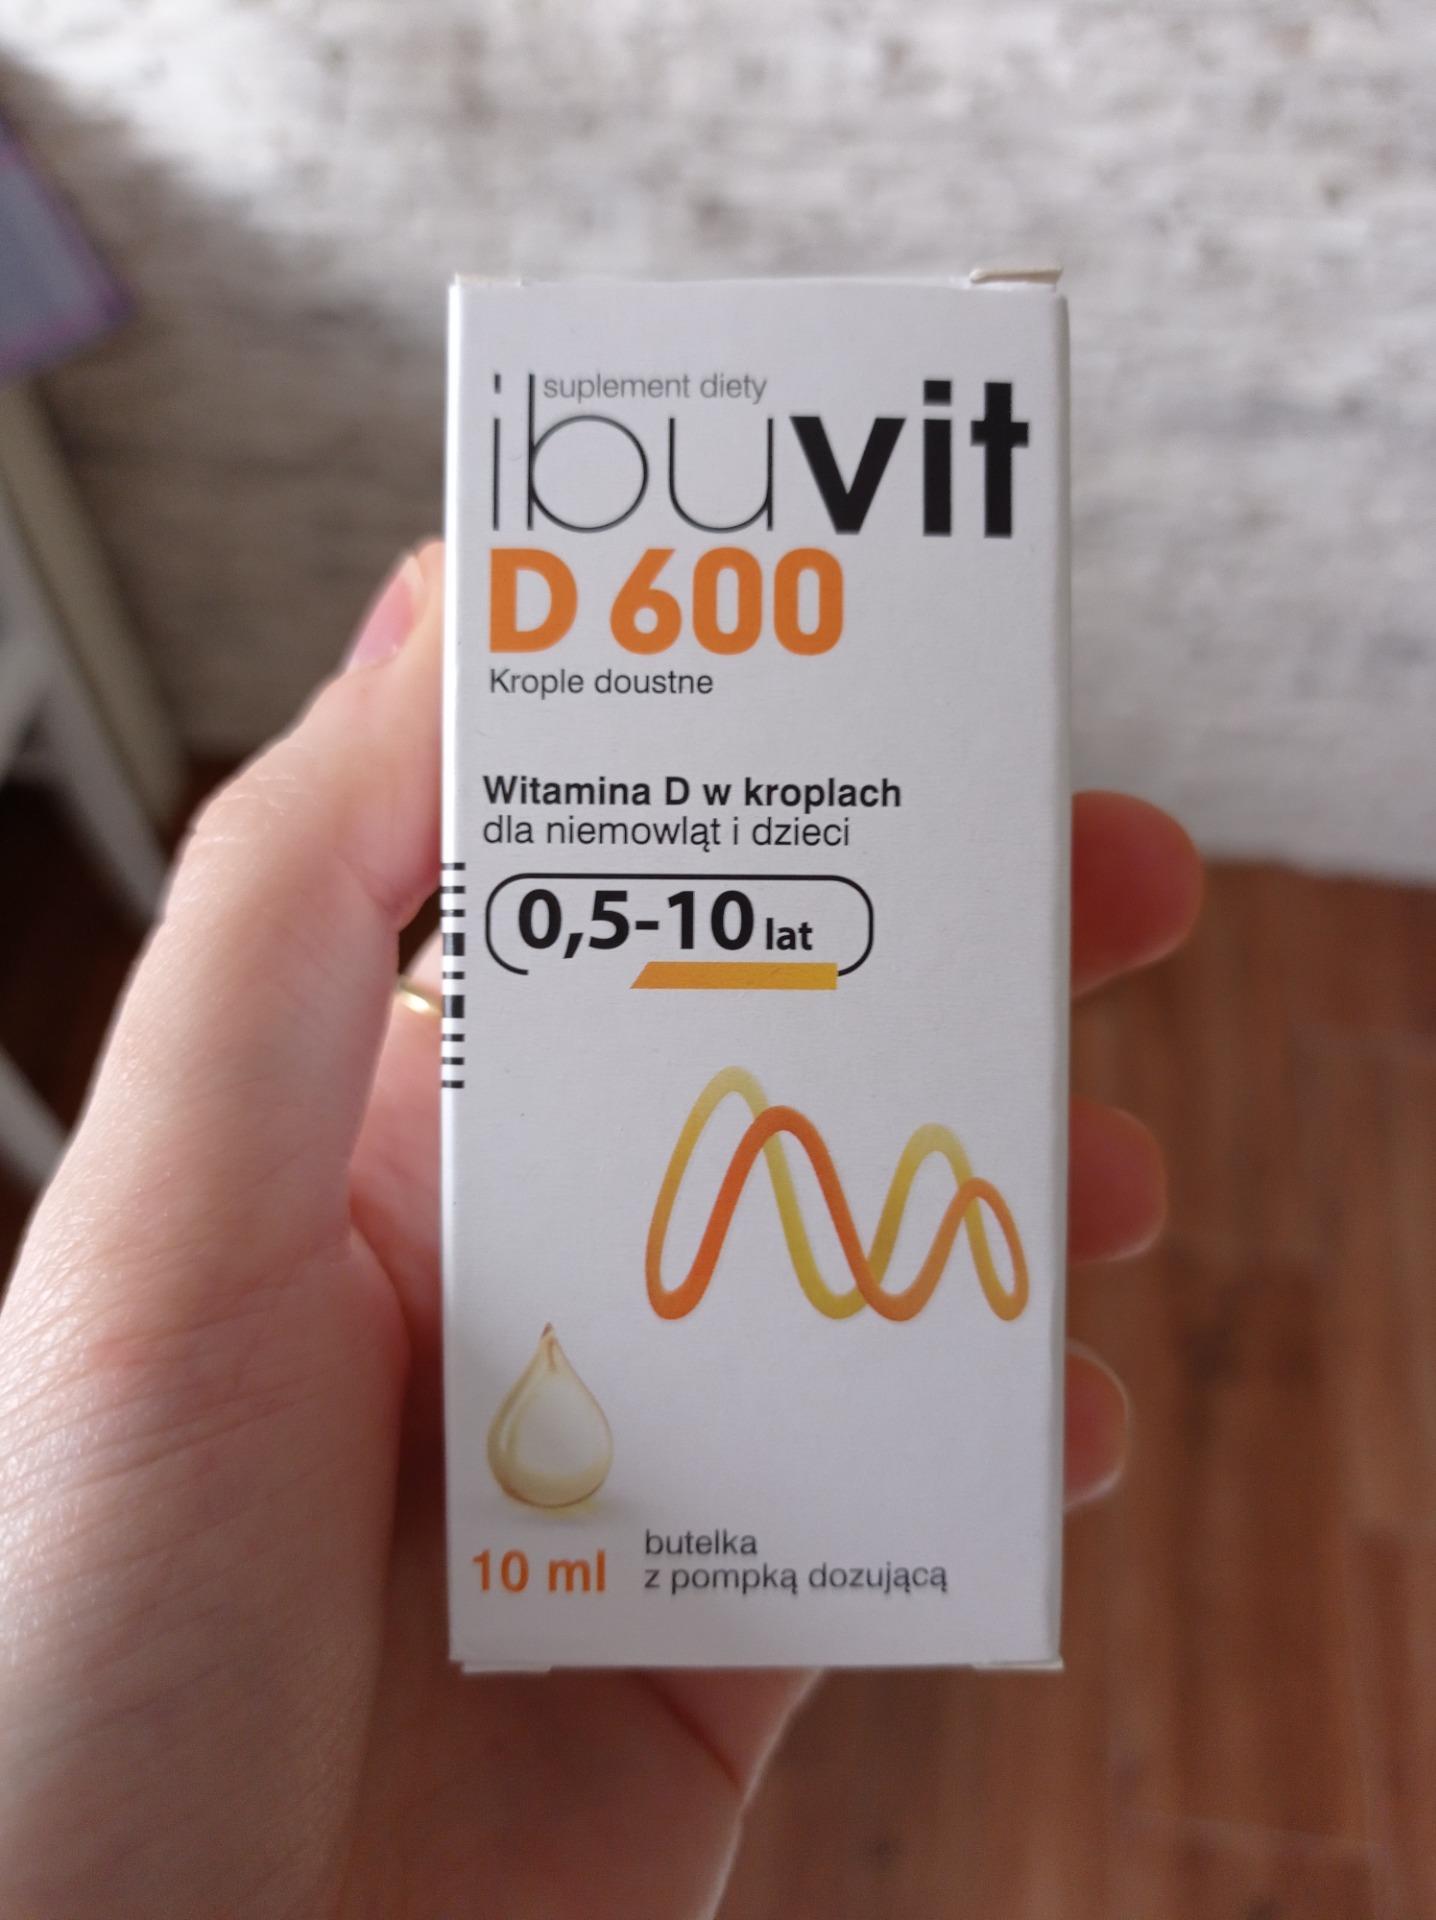 suplement diety
ibuvit
D 600
Krople doustne
Witamina D w kroplach
dla niemowląt i dzieci
0,5-10 lat
10 ml
butelka
z pompką dozującą